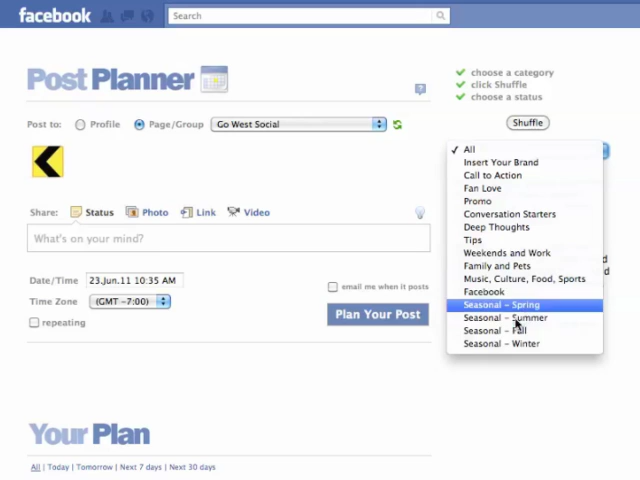 facebook
Search
Post Planner
?
choose a category
click Shuffle
choose a status
Post to: Profile Page/Group Go West Social
Shuffle
All
Insert Your Brand
Call to Action
Fan Love
Promo
Conversation Starters
Deep Thoughts
Tips
Weekends and Work
Family and Pets
Music, Culture, Food, Sports
Facebook
Seasonal - Spring
Seasonal - Summer
Seasonal - Fall
Seasonal - Winter
Share: Status Photo Link Video
What's on your mind?
Date/Time 23.Jun.11 10:35 AM
email me when it posts
Time Zone (GMT -7:00)
Plan Your Post
repeating
Your Plan
All | Today | Tomorrow | Next 7 days | Next 30 days